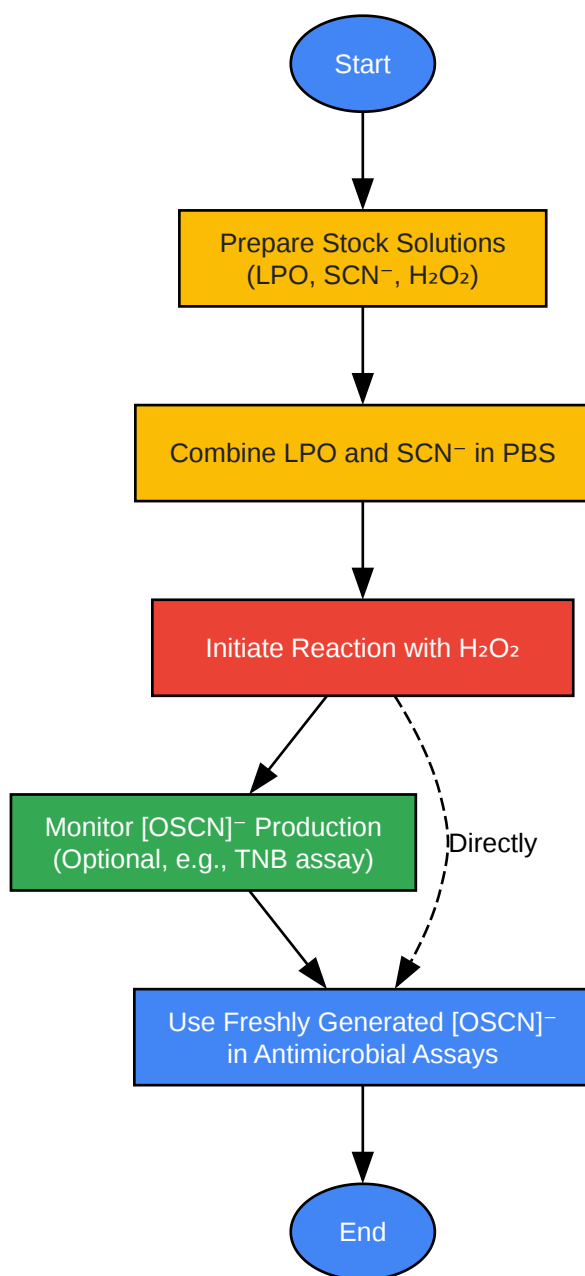 Start
Prepare Stock Solutions
(LPO, SCN⁻, H₂O₂)
Combine LPO and SCN⁻ in PBS
Initiate Reaction with H₂O₂
Monitor [OSCN]⁻ Production
(Optional, e.g., TNB assay)
Directly
Use Freshly Generated [OSCN]⁻
in Antimicrobial Assays
End